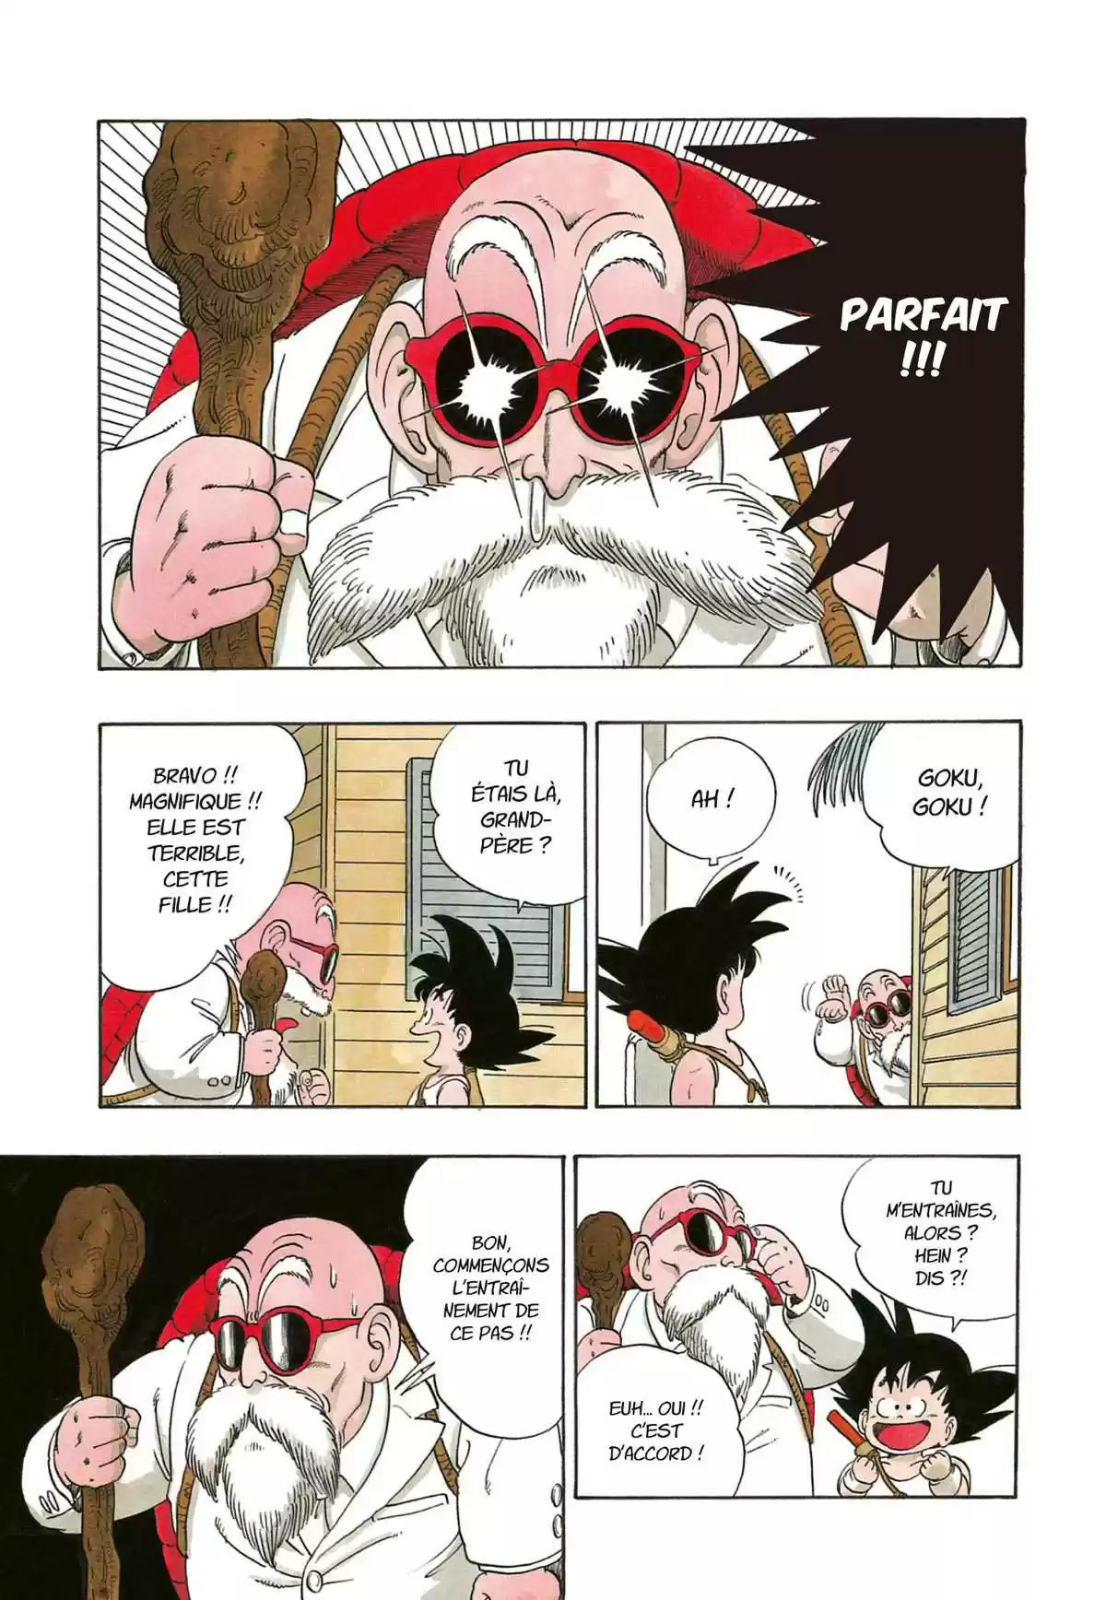 PARFAIT
!!!
GOKU,
GOKU !
AH !
TU
ÉTAIS LÀ,
GRAND-
PÈRE ?
BRAVO !!
MAGNIFIQUE !!
ELLE EST
TERRIBLE,
CETTE
FILLE !!
TU
M'ENTRAÎNES,
ALORS ?
HEIN ?
DIS ?!
EUH... OUI !!
C'EST
D'ACCORD !
BON,
COMMENÇONS
L'ENTRAÎ-
NEMENT DE
CE PAS !!